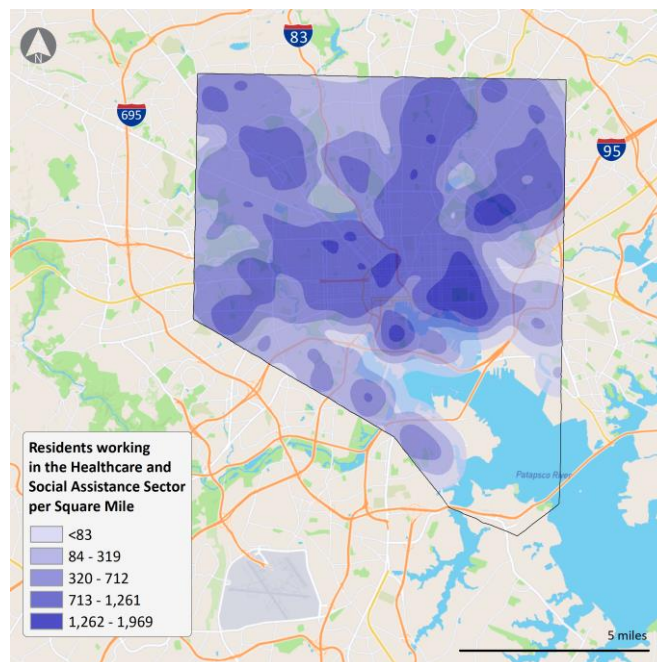 N
83
695
95
Patapsco River
Residents working
in the Healthcare and
Social Assistance Sector
per Square Mile
<83
84 - 319
320 - 712
713 - 1,261
1,262 - 1,969
5 miles